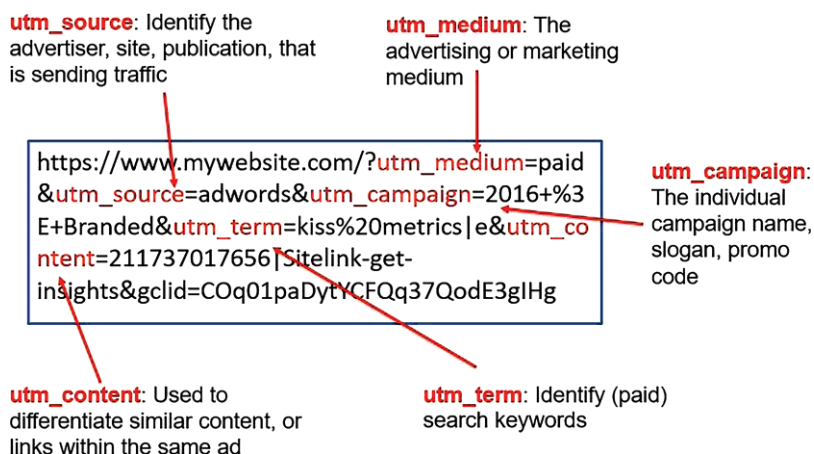 utm_source: Identify the
advertiser, site, publication, that
is sending traffic
utm_medium: The
advertising or marketing
medium
https://www.mywebsite.com/?utm_medium=paid
&utm_source=adwords&utm_campaign=2016+%3
E+Branded&utm_term=kiss%20metrics|e&utm_co
ntent=211737017656|Sitelink-get-
insights&gclid=COq01paDytYCFQq37QodE3gIHg
utm_campaign:
The individual
campaign name,
slogan, promo
code
utm_content: Used to
differentiate similar content, or
links within the same ad
utm_term: Identify (paid)
search keywords